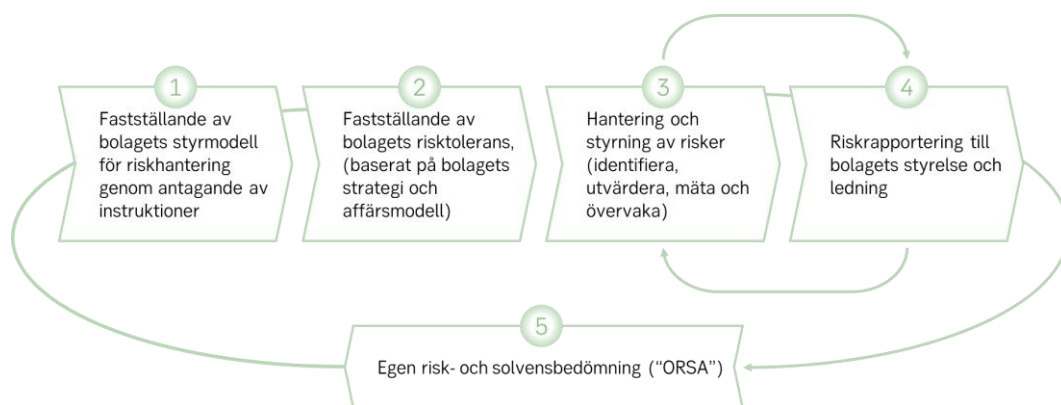 1
Fastställande av
bolagets styrmodell
för riskhantering
genom antagande av
instruktioner
2
Fastställande av
bolagets risktolerans,
(baserat på bolagets
strategi och
affärsmodell)
3
Hantering och
styrning av risker
(identifiera,
utvärdera, mäta och
övervaka)
4
Riskrapportering till
bolagets styrelse och
ledning
5
Egen risk- och solvensbedömning (“ORSA”)